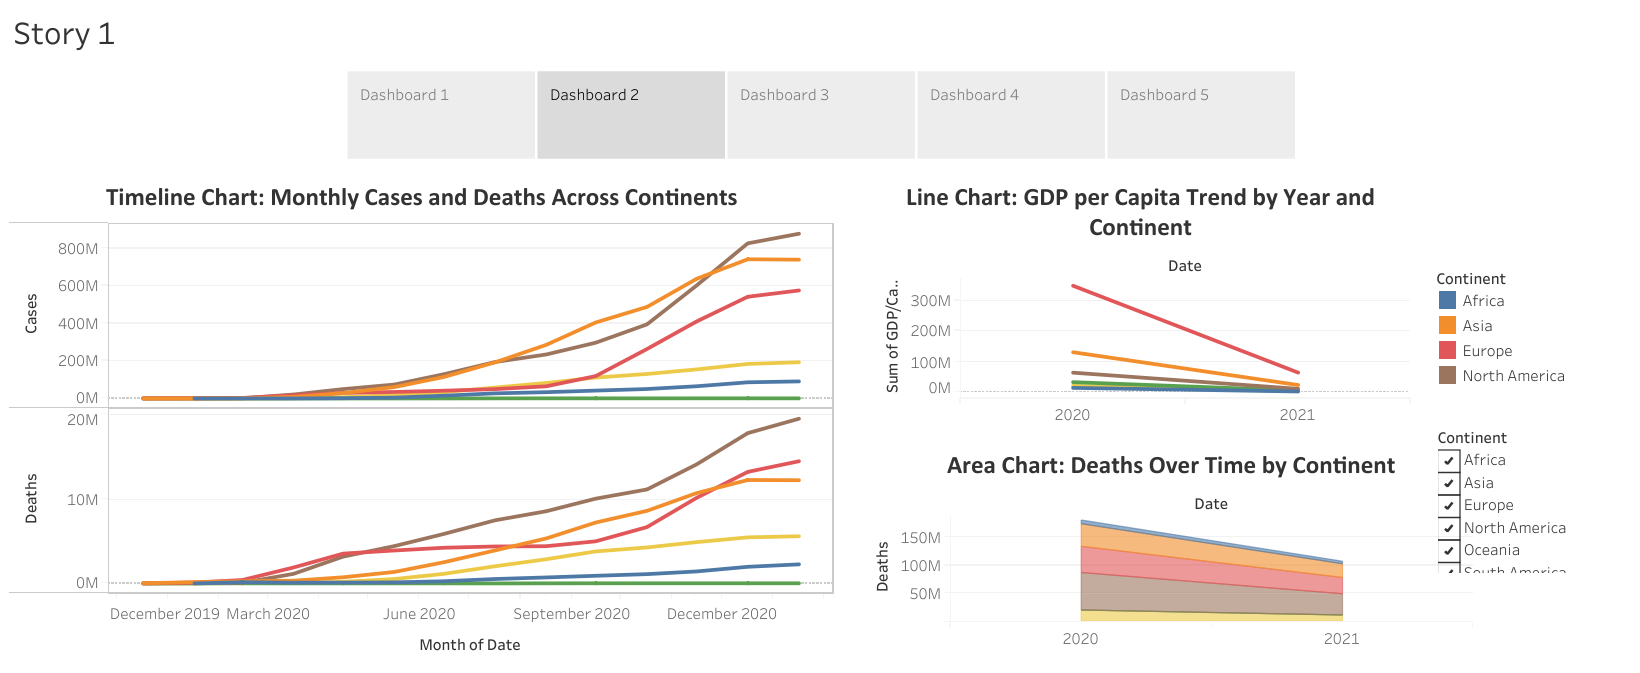 Story 1
Dashboard 1
Dashboard 2
Dashboard 3
Dashboard 4
Dashboard 5
Timeline Chart: Monthly Cases and Deaths Across Continents
800M
600M
400M
200M
0M
Cases
20M
10M
0M
Deaths
December 2019
March 2020
June 2020
September 2020
December 2020
Month of Date
Line Chart: GDP per Capita Trend by Year and
Continent
Date
Sum of GDP/Ca..
300M
200M
100M
0M
2020
2021
Continent
Africa
Asia
Europe
North America
Area Chart: Deaths Over Time by Continent
Date
Deaths
150M
100M
50M
2020
2021
Continent
Africa
Asia
Europe
North America
Oceania
South America